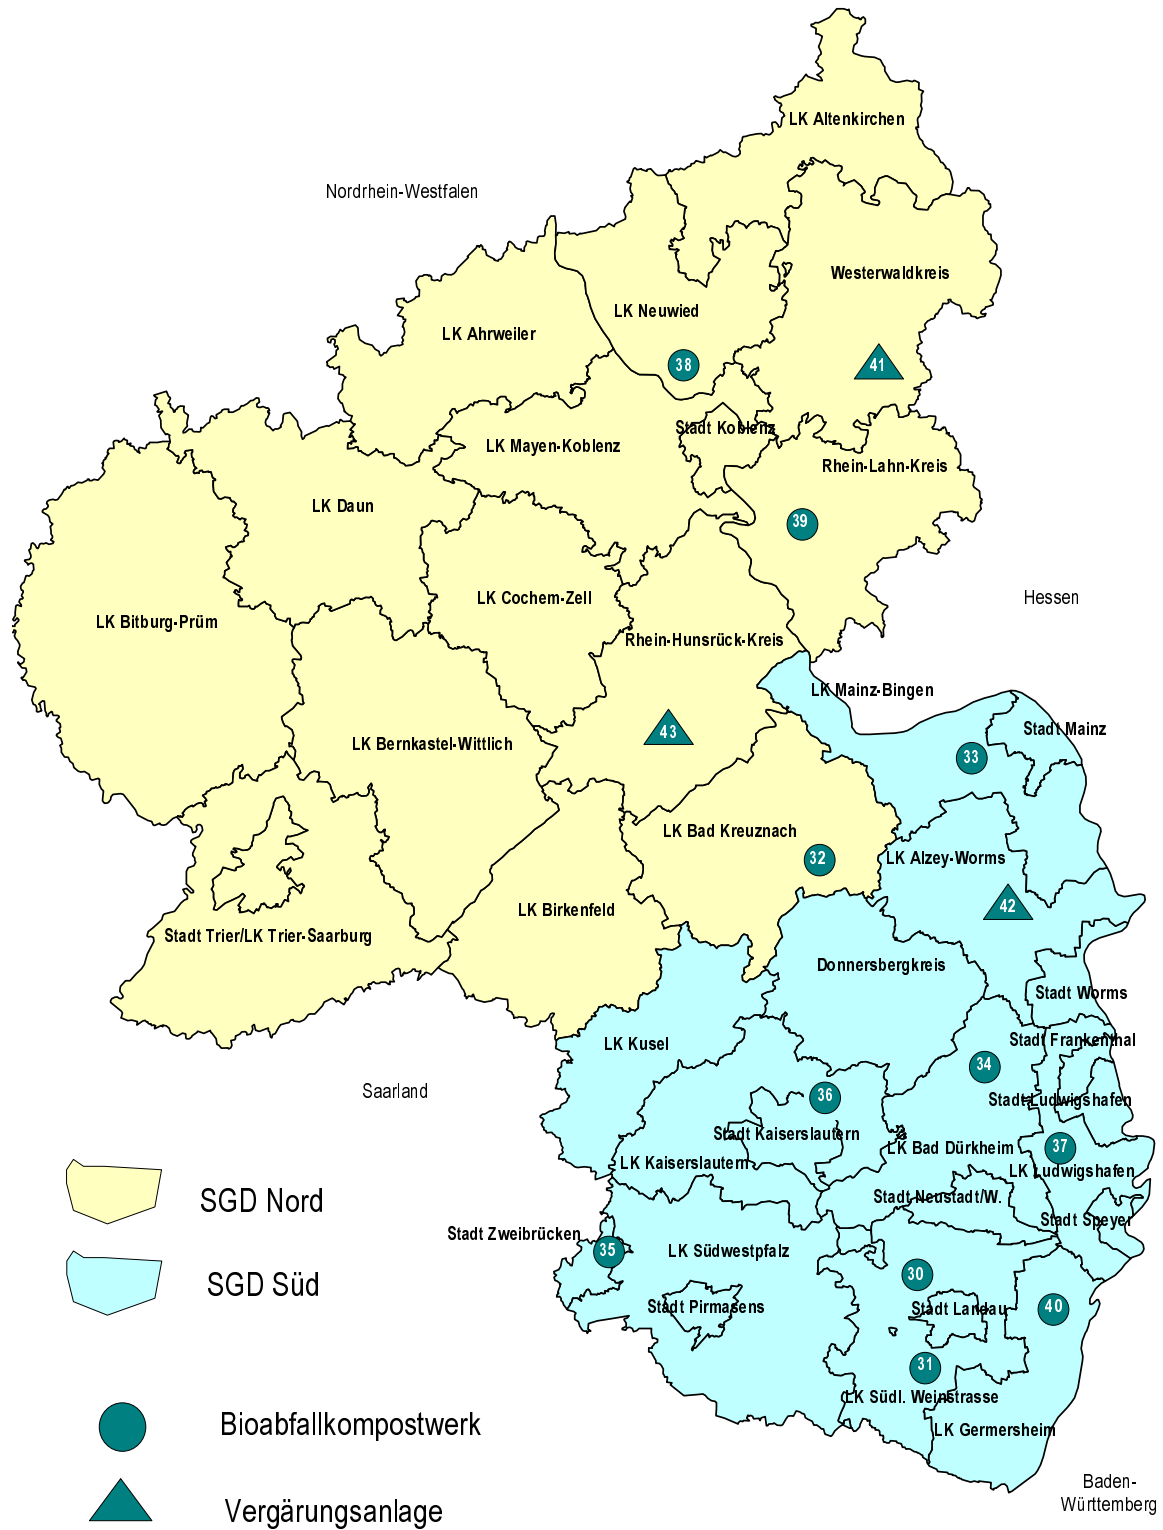 LK Altenkirchen
Nordrhein-Westfalen
Westerwaldkreis
LK Neuwied
LK Ahrweiler
38
41
Stadt Koblenz
LK Mayen-Koblenz
Rhein-Lahn-Kreis
LK Daun
39
Hessen
LK Cochem-Zell
LK Bitburg-Prüm
Rhein-Hunsrück-Kreis
LK Mainz-Bingen
Stadt Mainz
43
LK Bernkastel-Wittlich
33
LK Bad Kreuznach
32
LK Alzey-Worms
42
LK Birkenfeld
Stadt Trier/LK Trier-Saarburg
Donnersbergkreis
Stadt Worms
LK Kusel
Stadt Frankenthal
34
Saarland
36
Stadt Ludwigshafen
Stadt Kaiserslautern
LK Bad Dürkheim
37
LK Kaiserslautern
LK Ludwigshafen
SGD Nord
Stadt Neustadt/W.
Stadt Speyer
Stadt Zweibrücken
35
LK Südwestpfalz
30
SGD Süd
Stadt Pirmasens
Stadt Landau
40
31
LK Südl. Weinstrasse
Bioabfallkompostwerk
LK Germersheim
Baden-
Württemberg
Vergärungsanlage